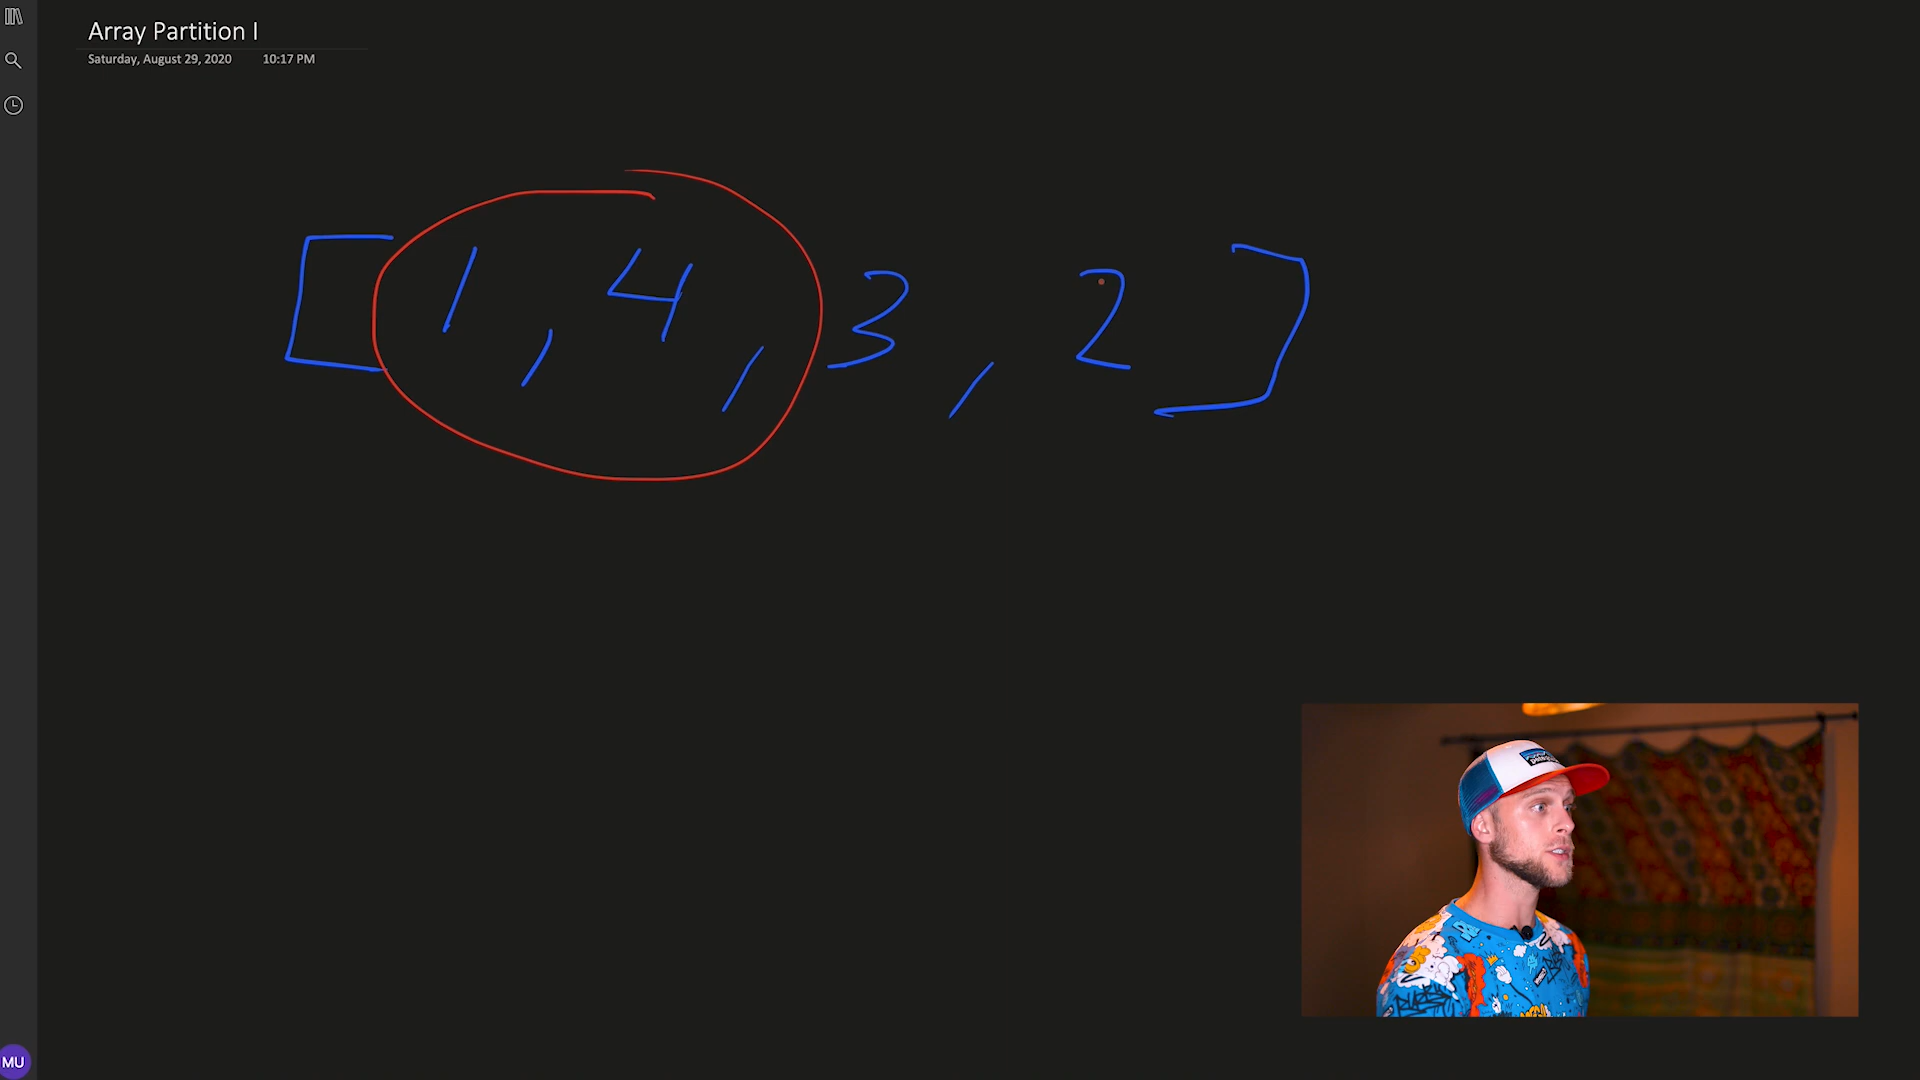 Array Partition I
Saturday, August 29, 2020 10:17 PM
[1, 4, 3, 2]
MU